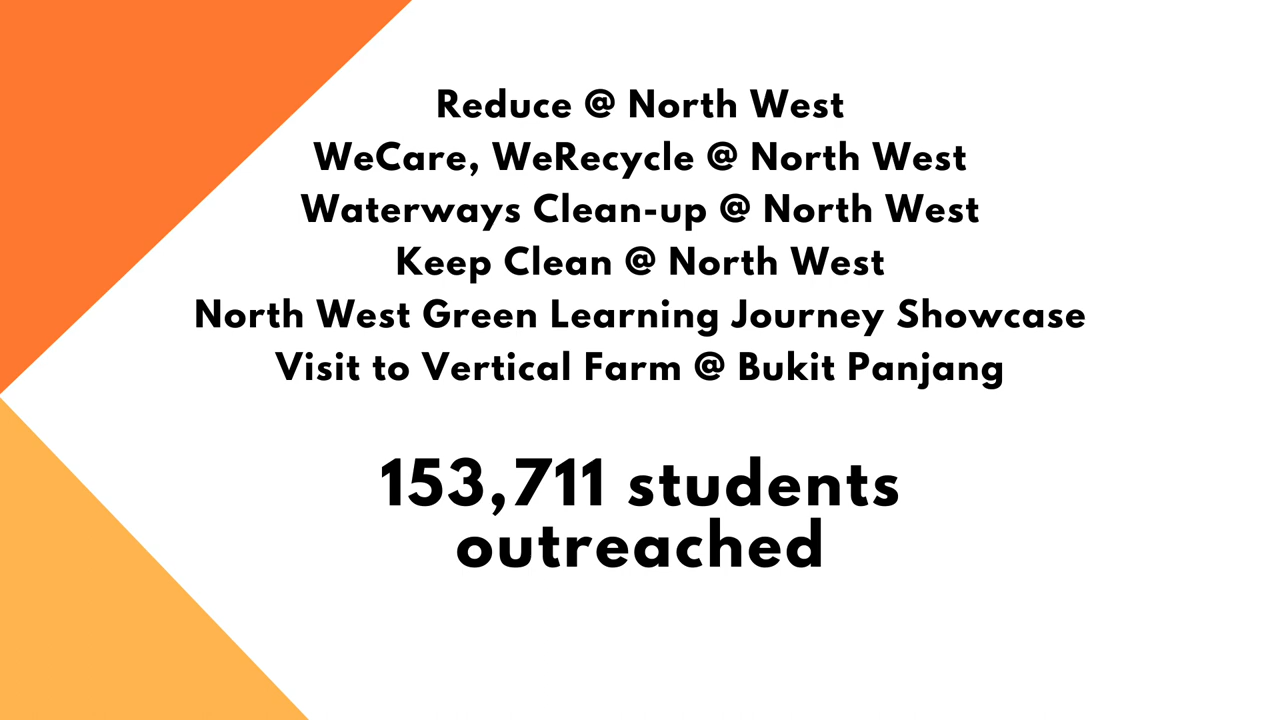 Reduce @ North West
WeCare, WeRecycle @ North West
Waterways Clean-up @ North West
Keep Clean @ North West
North West Green Learning Journey Showcase
Visit to Vertical Farm @ Bukit Panjang
153,711 students
outreached